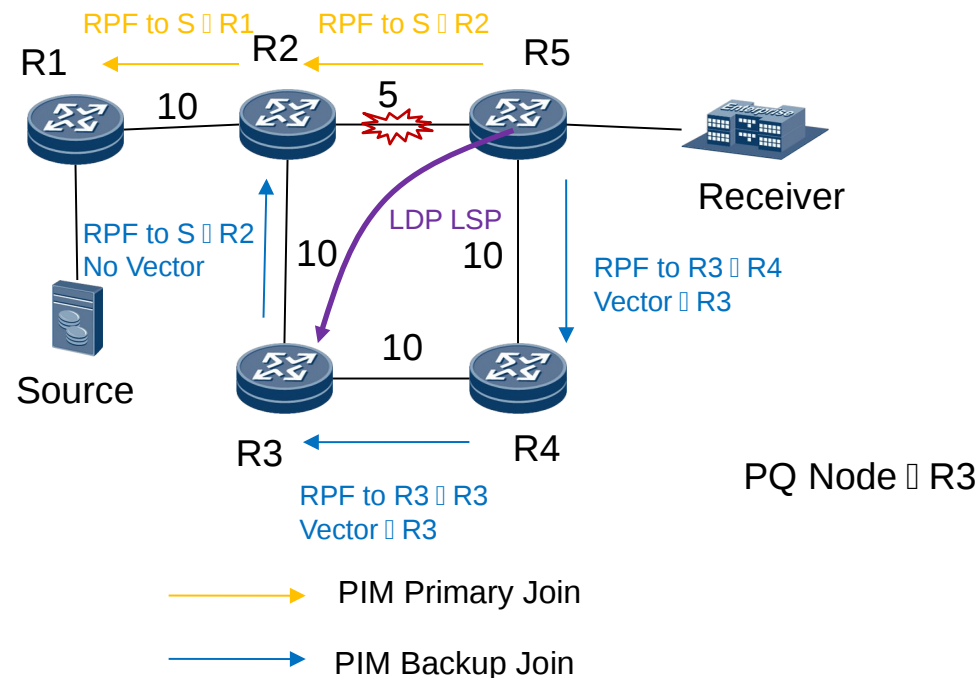 RPF to S  R1
RPF to S  R2
R1
R2
R5
10
5
Enterprise
Receiver
LDP LSP
RPF to S  R2
No Vector
10
10
RPF to R3  R4
Vector  R3
Source
10
R3
R4
PQ Node  R3
RPF to R3  R3
Vector  R3
PIM Primary Join
PIM Backup Join